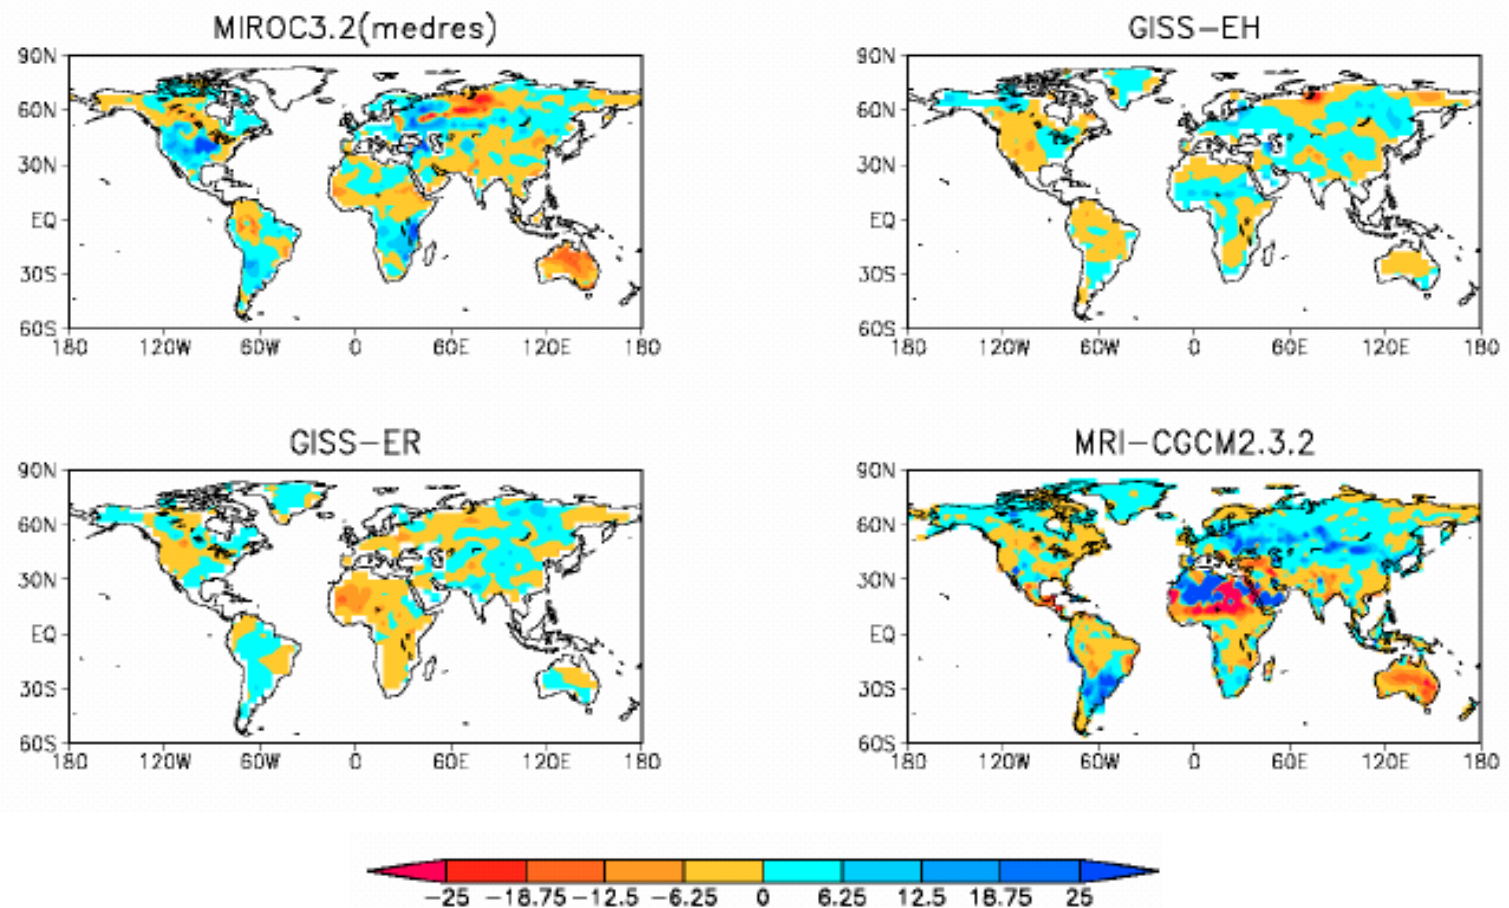 MIROC3.2(medres)
GISS-EH
90N
60N
30N
EQ
30S
60S
180 120W 60W 0 60E 120E 180
90N
60N
30N
EQ
30S
60S
180 120W 60W 0 60E 120E 180
GISS-ER
MRI-CGCM2.3.2
90N
60N
30N
EQ
30S
60S
180 120W 60W 0 60E 120E 180
90N
60N
30N
EQ
30S
60S
180 120W 60W 0 60E 120E 180
-25 -18.75 -12.5 -6.25 0 6.25 12.5 18.75 25